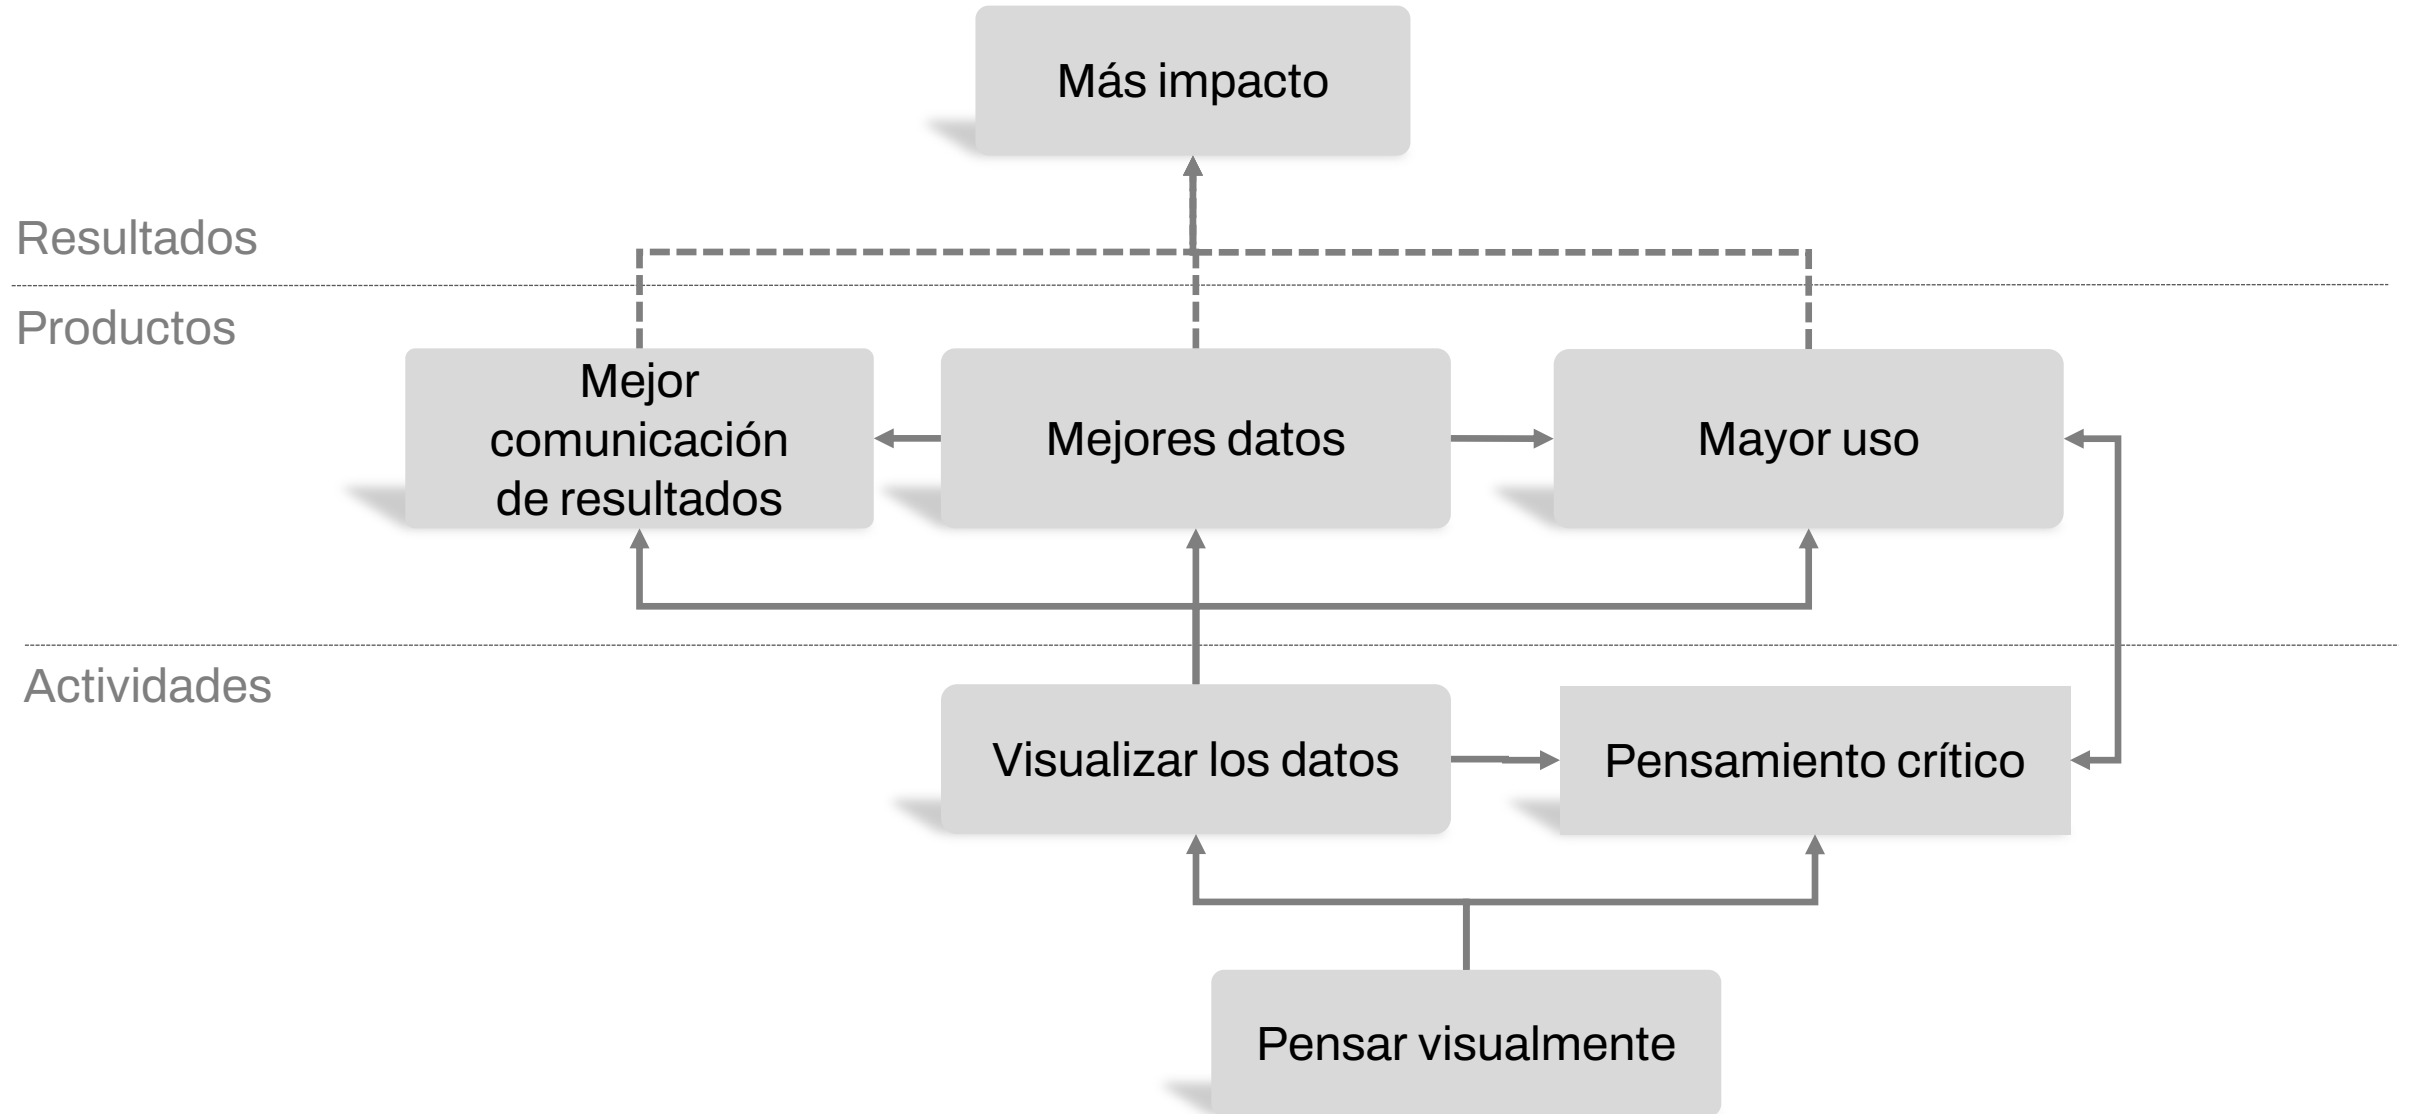 Más impacto
Resultados
Productos
Mejor
comunicación
de resultados
Mejores datos
Mayor uso
Actividades
Visualizar los datos
Pensamiento crítico
Pensar visualmente